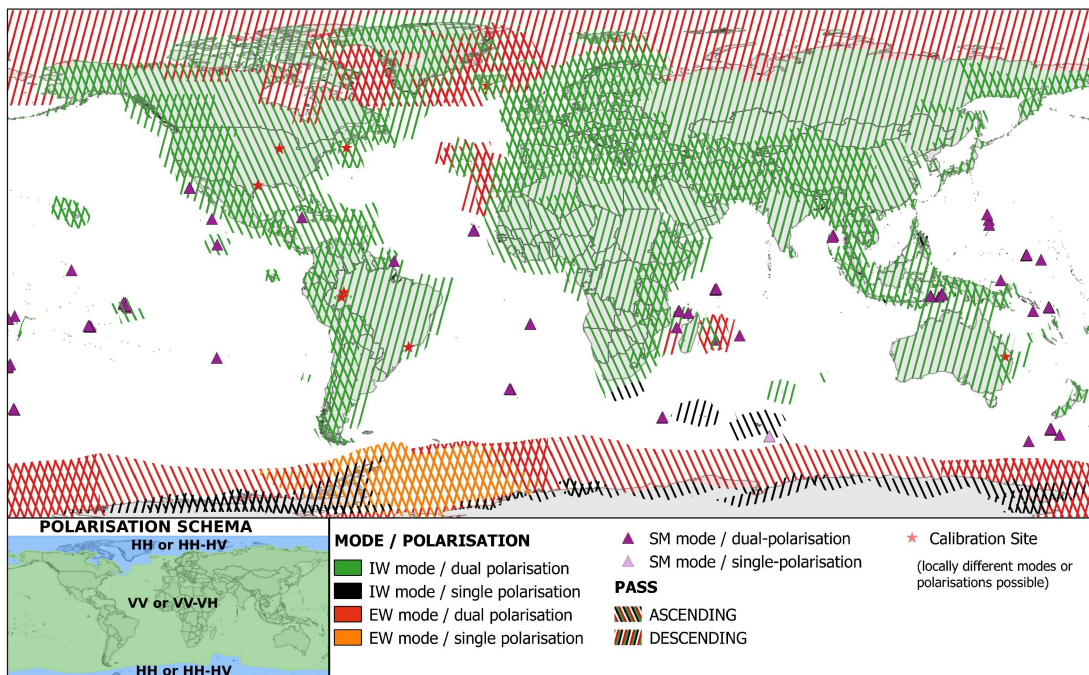 POLARISATION SCHEMA
HH or HH-HV
VV or VV-VH
HH or HH-HV
MODE / POLARISATION
IW mode / dual polarisation
IW mode / single polarisation
EW mode / dual polarisation
EW mode / single polarisation
SM mode / dual-polarisation
SM mode / single-polarisation
PASS
ASCENDING
DESCENDING
Calibration Site
(locally different modes or
polarisations possible)